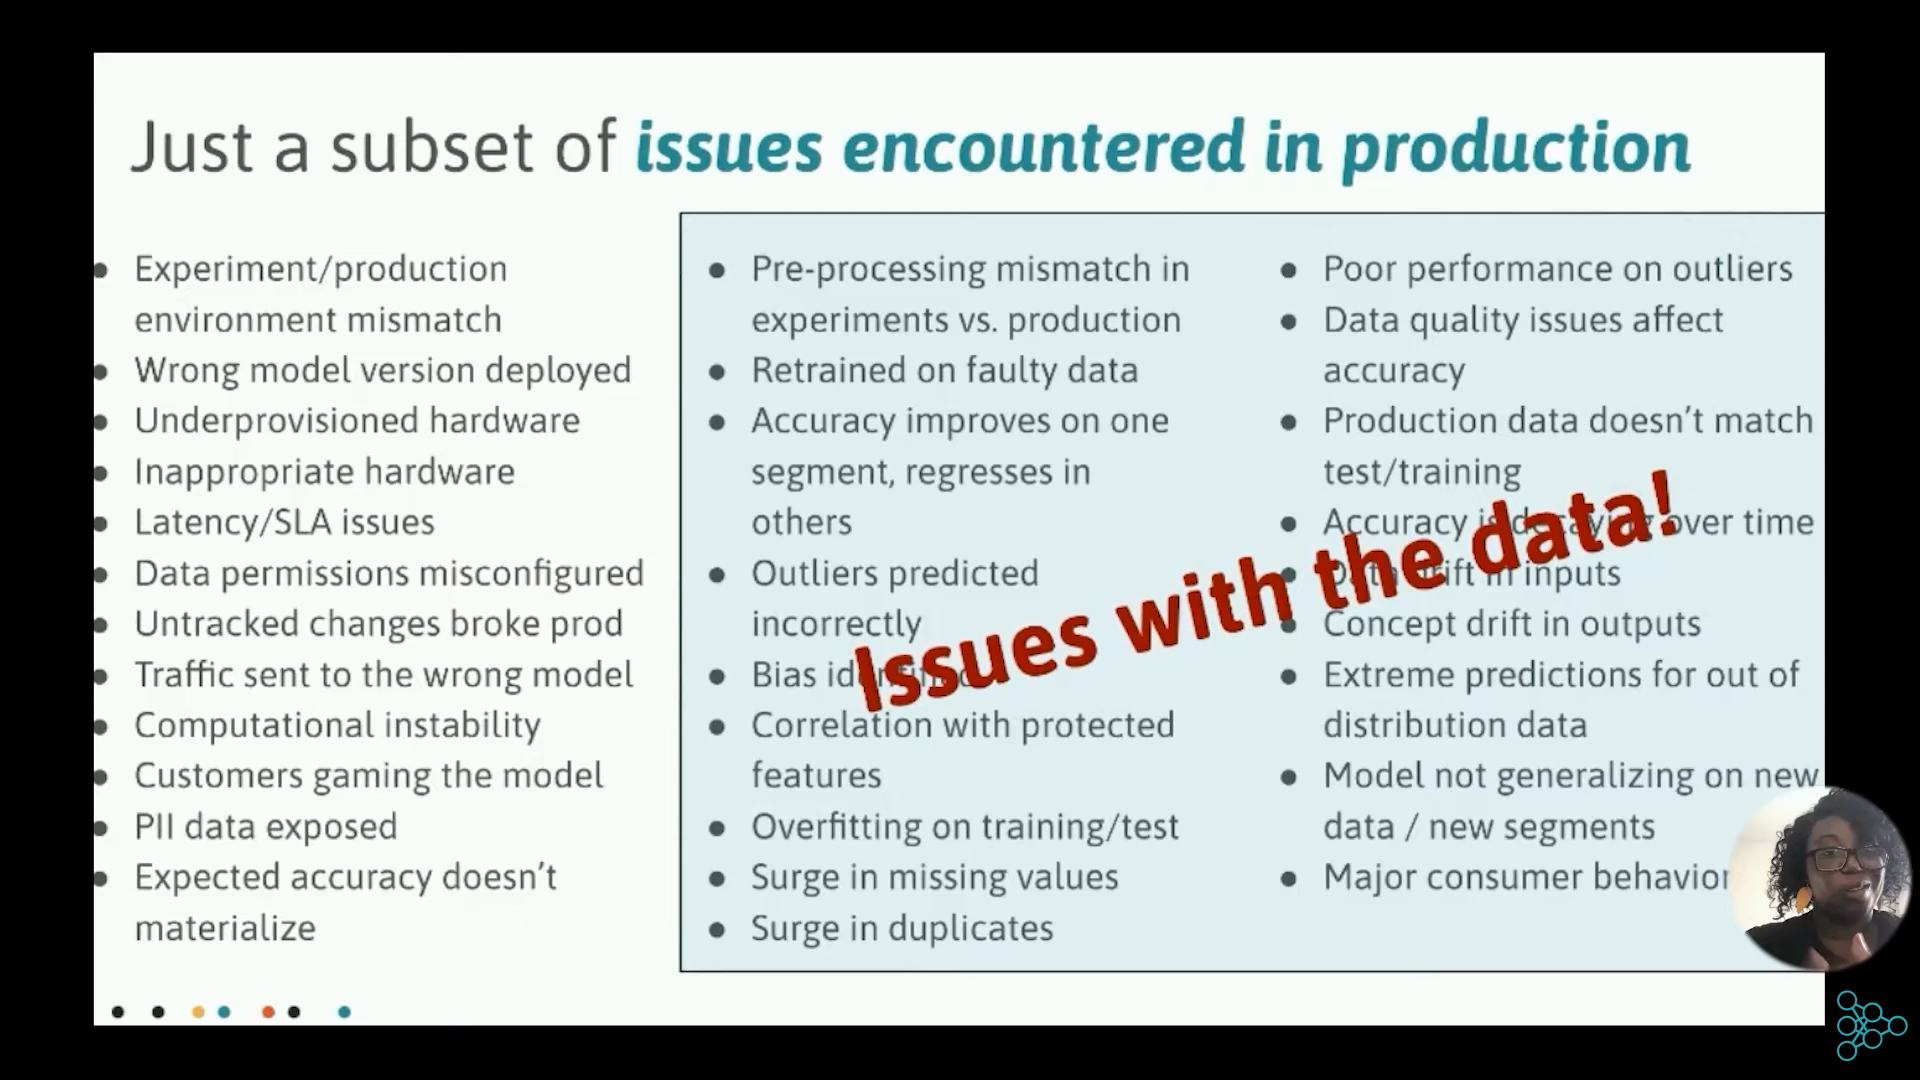 Just a subset of issues encountered in production
● Experiment/production
environment mismatch
● Wrong model version deployed
● Underprovisioned hardware
● Inappropriate hardware
● Latency/SLA issues
● Data permissions misconfigured
● Untracked changes broke prod
● Traffic sent to the wrong model
● Computational instability
● Customers gaming the model
● PII data exposed
● Expected accuracy doesn’t
materialize
● Pre-processing mismatch in
experiments vs. production
● Retrained on faulty data
● Accuracy improves on one
segment, regresses in
others
● Outliers predicted
incorrectly
● Bias
● Correlation with protected
features
● Overfitting on training/test
● Surge in missing values
● Surge in duplicates
● Poor performance on outliers
● Data quality issues affect
accuracy
● Production data doesn’t match
test/training
● Accuracy is decaying over time
● Data drift in inputs
● Concept drift in outputs
● Extreme predictions for out of
distribution data
● Model not generalizing on new
data / new segments
● Major consumer behavior
Issues with the data!